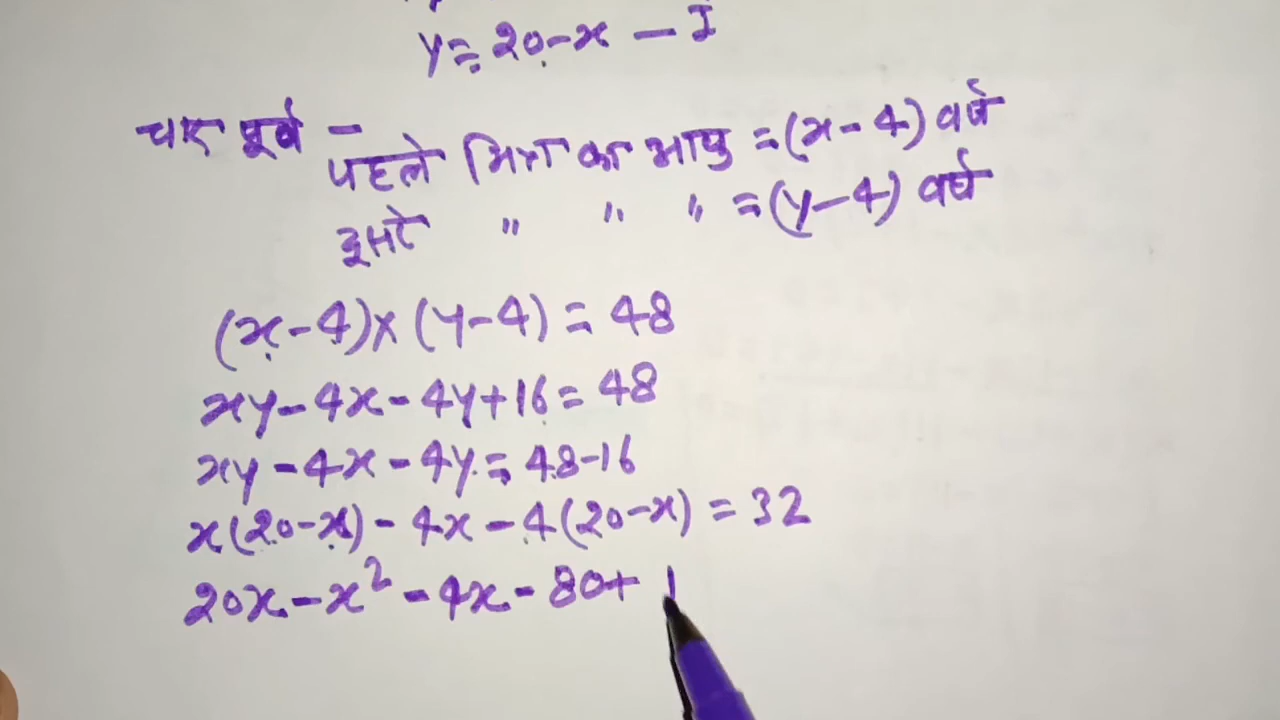 y = 20 - x - I
चार पूर्व -
पहले मित्र का आयु = (x - 4) वर्ष
दूसरे " " " = (y - 4) वर्ष
(x - 4) × (y - 4) = 48
xy - 4x - 4y + 16 = 48
xy - 4x - 4y = 48 - 16
x(20 - x) - 4x - 4(20 - x) = 32
20x - x² - 4x - 80 +